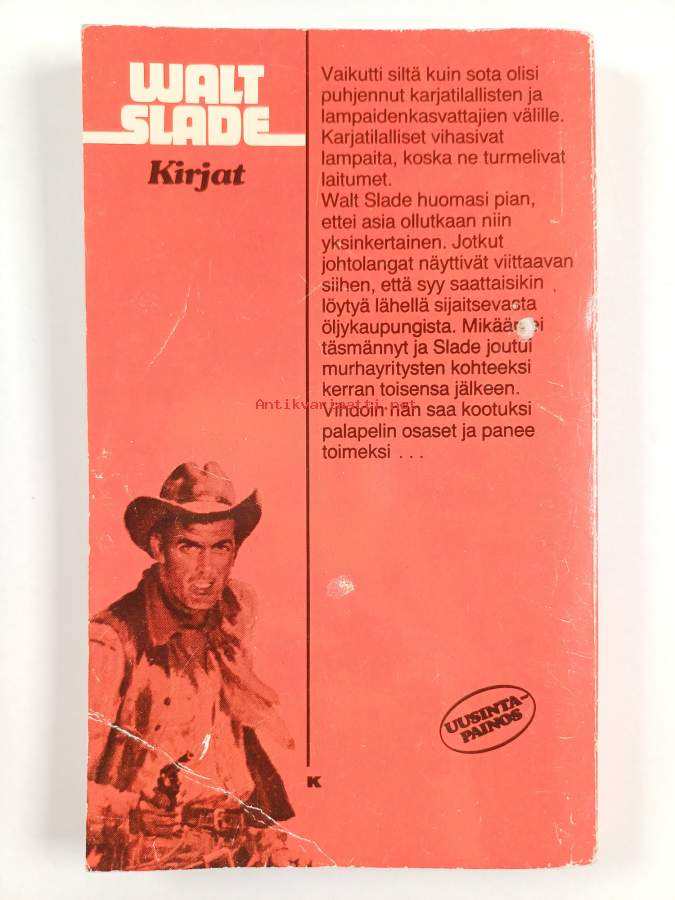 WALT
SLADE
Kirjat
Vaikutti siltä kuin sota olisi
puhjennut karjatilallisten ja
lampaidenkasvattajien välille.
Karjatilalliset vihasivat
lampaita, koska ne turmelivat
laitumet.
Walt Slade huomasi pian,
ettei asia ollutkaan niin
yksinkertainen. Jotkut
johtolangat näyttivät viittaavan
siihen, että syy saattaisikin
löytyä lähellä sijaitsevasta
öljykaupungista. Mikään ei
täsmännyt ja Slade joutui
murhayritysten kohteeksi
kerran toisensa jälkeen.
Antikvariaatti.net
Vihdoin hän saa kootuksi
palapelin osaset ja panee
toimeksi . . .
UUSINTA-
PAINOS
K